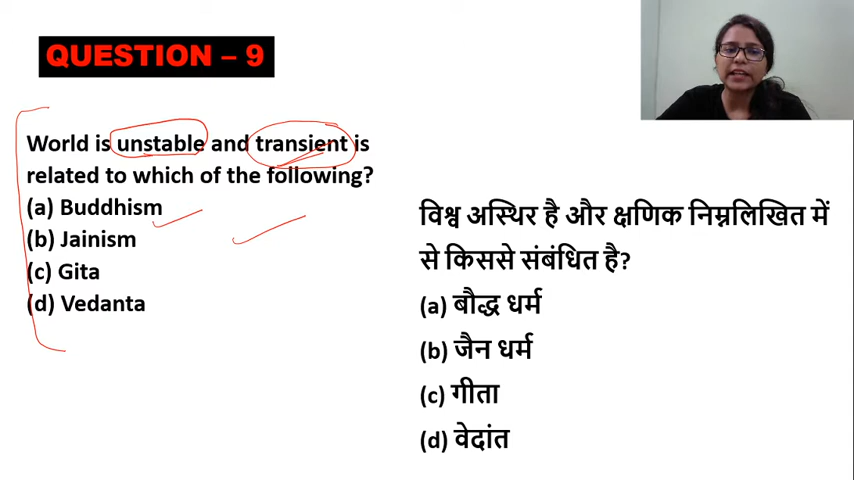 QUESTION – 9
World is unstable and transient is
related to which of the following?
(a) Buddhism
(b) Jainism
(c) Gita
(d) Vedanta
विश्व अस्थिर है और क्षणिक निम्नलिखित में
से किससे संबंधित है?
(a) बौद्ध धर्म
(b) जैन धर्म
(c) गीता
(d) वेदांत